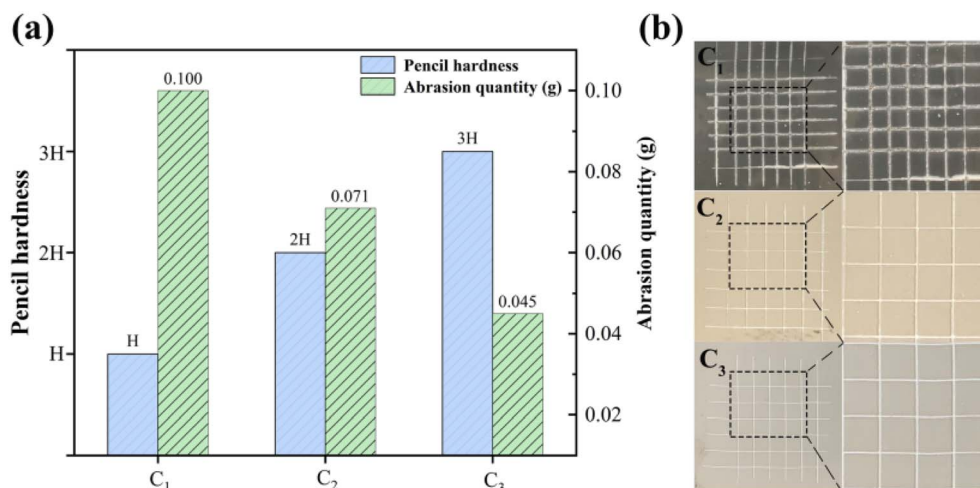 (a)
Pencil hardness
Abrasion quantity (g)
Pencil hardness
3H
2H
H
0.100
H
2H
0.071
3H
0.045
0.10
0.08
0.06
0.04
0.02
Abrasion quantity (g)
C₁
C₂
C₃
(b)
C₁
C₂
C₃